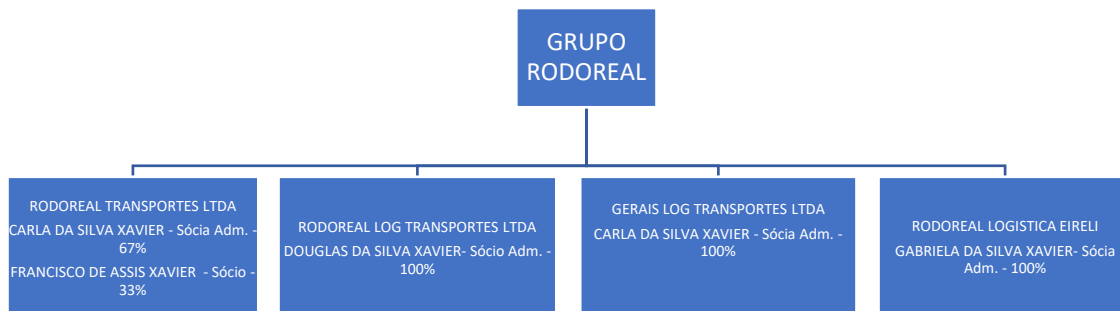 GRUPO
RODOREAL
RODOREAL TRANSPORTES LTDA
CARLA DA SILVA XAVIER - Sócia Adm. -
67%
FRANCISCO DE ASSIS XAVIER  - Sócio -
33%
RODOREAL LOG TRANSPORTES LTDA
DOUGLAS DA SILVA XAVIER- Sócio Adm. -
100%
GERAIS LOG TRANSPORTES LTDA
CARLA DA SILVA XAVIER - Sócia Adm. -
100%
RODOREAL LOGISTICA EIRELI
GABRIELA DA SILVA XAVIER- Sócia
Adm. - 100%